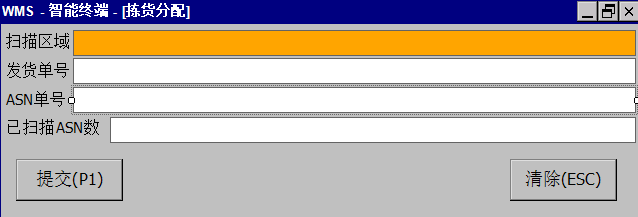 WMS - 智能终端 - [拣货分配]
扫描区域
发货单号
ASN单号
已扫描ASN数
提交(P1) 清除(ESC)